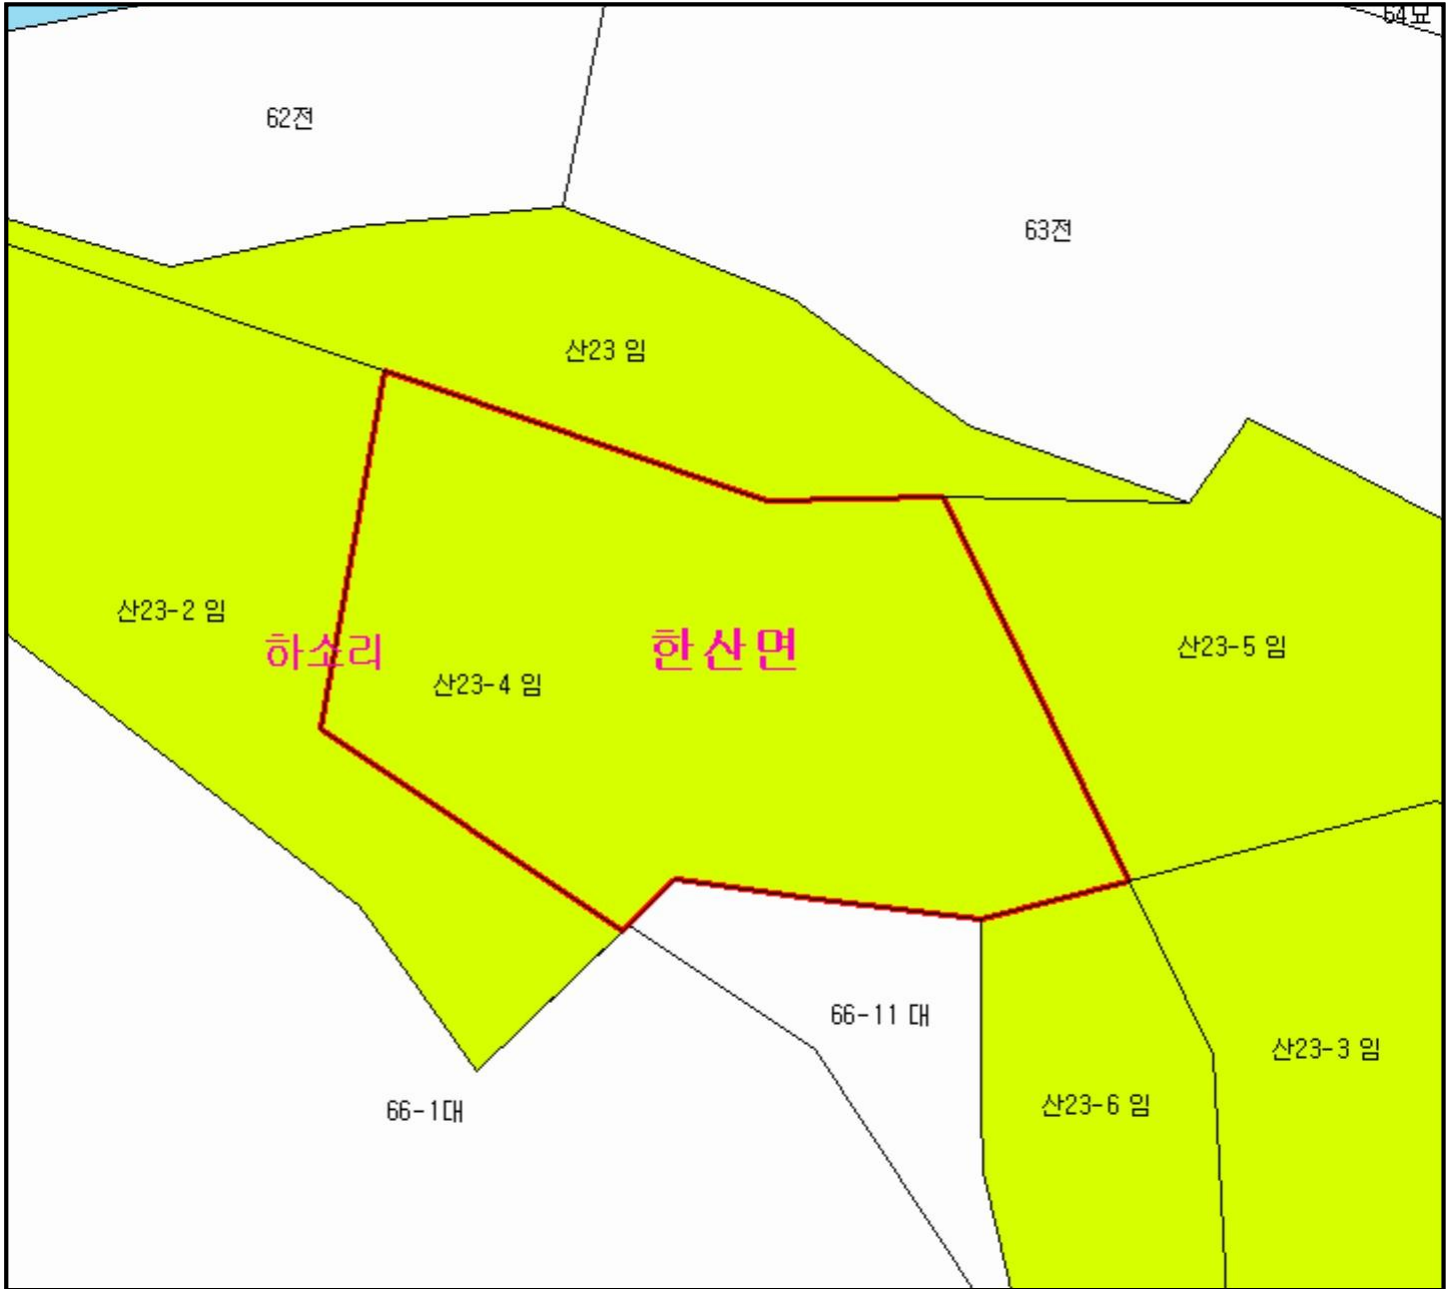 54묘
62전
63전
산23 임
산23-2 임
하소리
한산면
산23-5 임
산23-4 임
66-11 대
산23-3 임
산23-6 임
66-1대